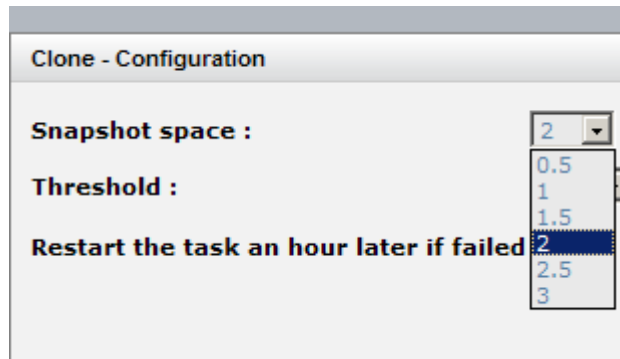 Clone - Configuration
Snapshot space : 2
0.5
Threshold : 1
1.5
Restart the task an hour later if failed 2
2.5
3